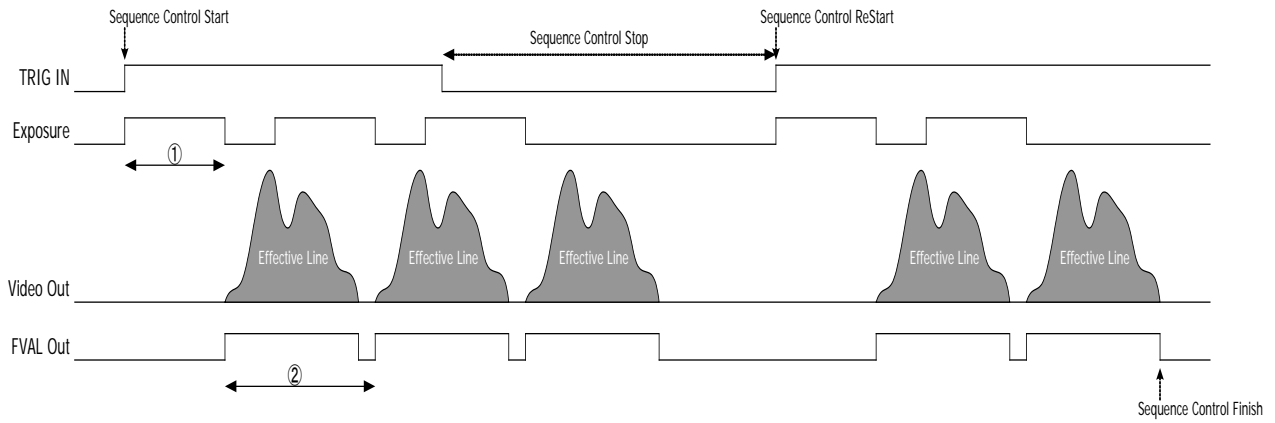 Sequence Control Start
Sequence Control ReStart
Sequence Control Stop
TRIG IN
Exposure
①
Effective Line Effective Line Effective Line Effective Line Effective Line
Video Out
FVAL Out
②
Sequence Control Finish